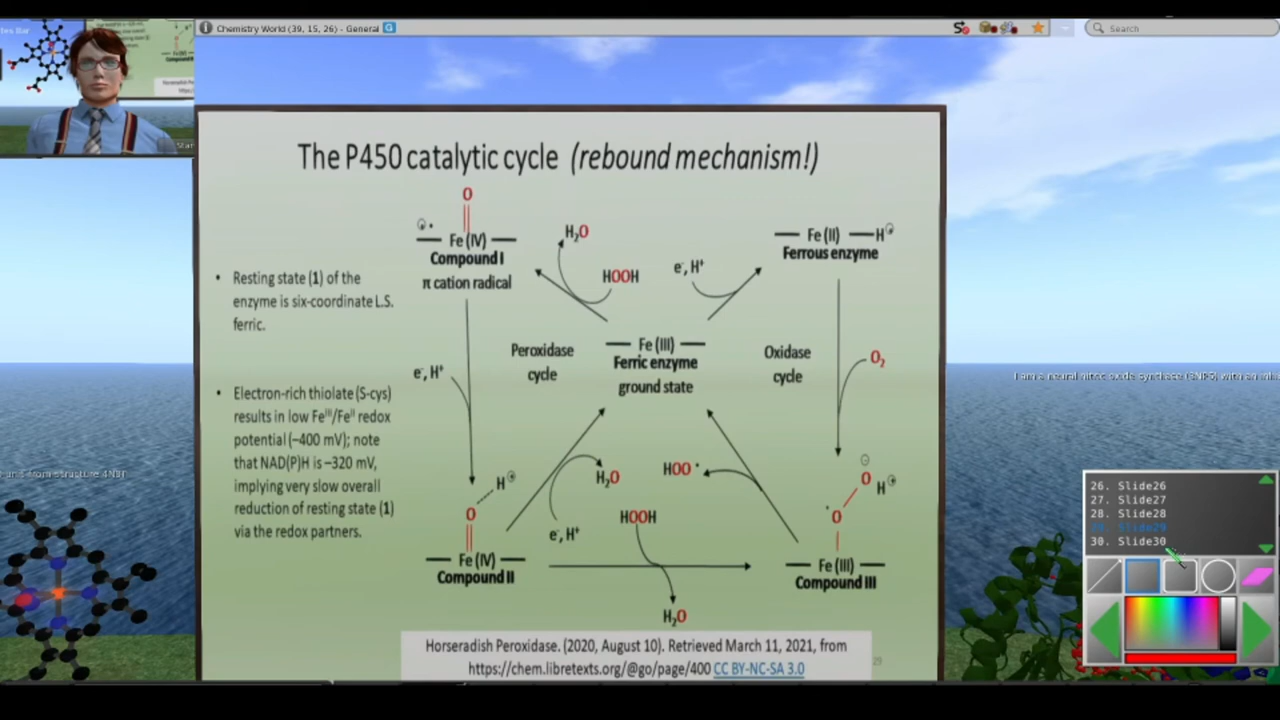 Chemistry World (39, 15, 26) - General
Search
The P450 catalytic cycle (rebound mechanism!)
O
Fe (IV)
Compound I
π cation radical
H2O
HOOH
e-, H+
Fe (II) H
Ferrous enzyme
• Resting state (1) of the
enzyme is six-coordinate L.S.
ferric.
Peroxidase
cycle
Fe (III)
Ferric enzyme
ground state
Oxidase
cycle
O2
e-, H+
• Electron-rich thiolate (S-cys)
results in low FeIII/FeII redox
potential (–400 mV); note
that NAD(P)H is –320 mV,
implying very slow overall
reduction of resting state (1)
via the redox partners.
H
O
Fe (IV)
Compound II
H2O
e-, H+
HOO •
HOOH
H2O
O H
O
Fe (III)
Compound III
Horseradish Peroxidase. (2020, August 10). Retrieved March 11, 2021, from
https://chem.libretexts.org/@go/page/400 CC BY-NC-SA 3.0
29
26. Slide26
27. Slide27
28. Slide28
29. Slide29
30. Slide30